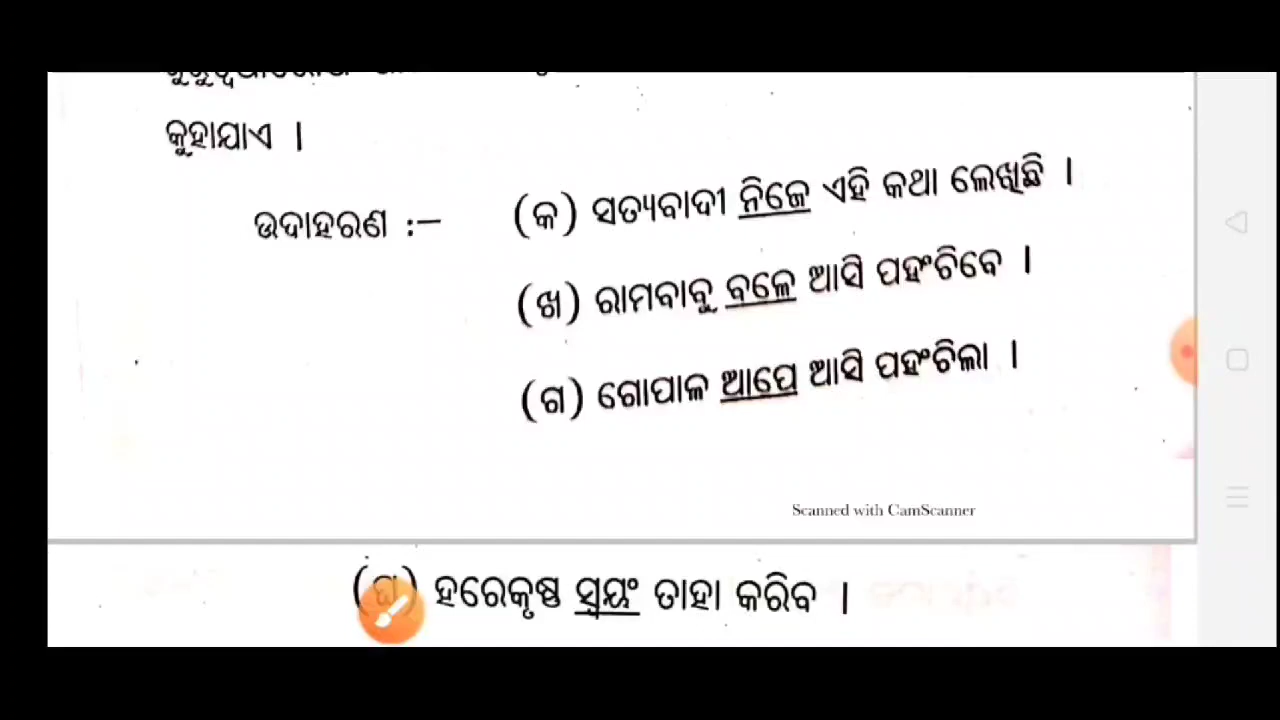 କୁହାଯାଏ ।
ଉଦାହରଣ :– (କ) ସତ୍ୟବାଦୀ ନିଜେ ଏହି କଥା ଲେଖିଛି ।
(ଖ) ରାମବାବୁ ବଳେ ଆସି ପହଂଚିବେ ।
(ଗ) ଗୋପାଳ ଆପେ ଆସି ପହଂଚିଲା ।
Scanned with CamScanner
(ଘ) ହରେକୃଷ୍ଣ ସ୍ୱୟଂ ତାହା କରିବ ।